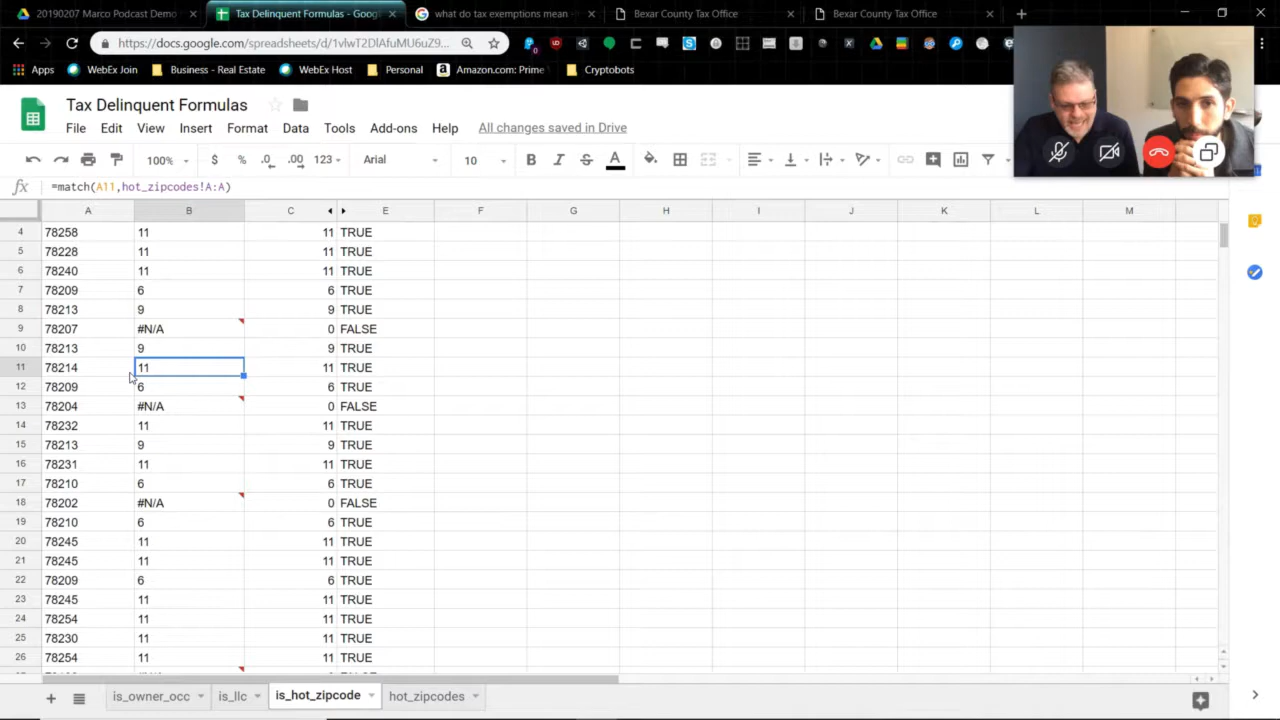 20190207 Marco Podcast Demo
Tax Delinquent Formulas - Goog
what do tax exemptions mean -
Bexar County Tax Office
Bexar County Tax Office
https://docs.google.com/spreadsheets/d/1vlwT2DlAfuMU6uZ9...
Apps
WebEx Join
Business - Real Estate
WebEx Host
Personal
Amazon.com: Prime
Cryptobots
Tax Delinquent Formulas
File Edit View Insert Format Data Tools Add-ons Help All changes saved in Drive
100% $ % .0 .00 123 Arial 10 B I S A
fx =match(A11,hot_zipcodes!A:A)
A B C E F G H I J K L M
4 78258 11 11 TRUE
5 78228 11 11 TRUE
6 78240 11 11 TRUE
7 78209 6 6 TRUE
8 78213 9 9 TRUE
9 78207 #N/A 0 FALSE
10 78213 9 9 TRUE
11 78214 11 11 TRUE
12 78209 6 6 TRUE
13 78204 #N/A 0 FALSE
14 78232 11 11 TRUE
15 78213 9 9 TRUE
16 78231 11 11 TRUE
17 78210 6 6 TRUE
18 78202 #N/A 0 FALSE
19 78210 6 6 TRUE
20 78245 11 11 TRUE
21 78245 11 11 TRUE
22 78209 6 6 TRUE
23 78245 11 11 TRUE
24 78254 11 11 TRUE
25 78230 11 11 TRUE
26 78254 11 11 TRUE
is_owner_occ is_llc is_hot_zipcode hot_zipcodes